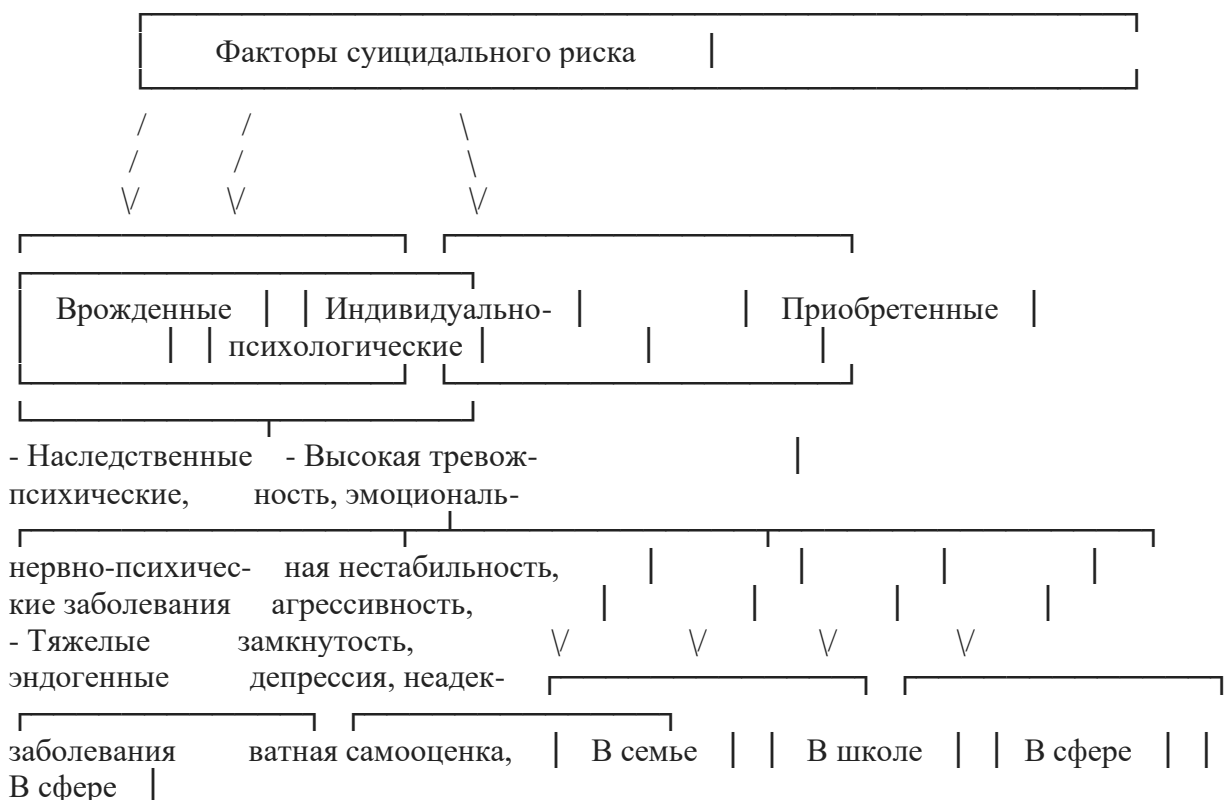 Факторы суицидального риска
Врожденные Индивидуально- Приобретенные
психологические
- Наследственные - Высокая тревож-
психические, ность, эмоциональ-
нервно-психичес- ная нестабильность,
кие заболевания агрессивность,
- Тяжелые замкнутость,
эндогенные депрессия, неадек-
заболевания ватная самооценка, В семье В школе В сфере
В сфере